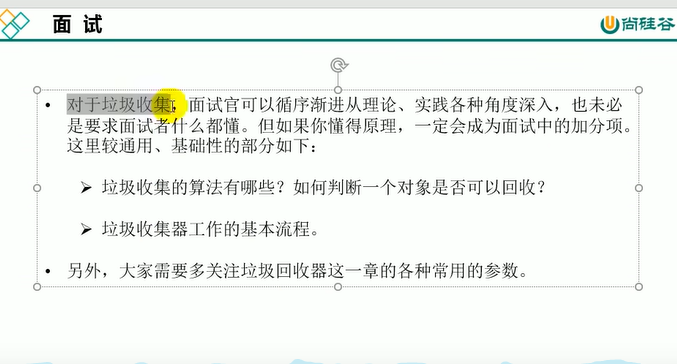 面 试
尚硅谷
• 对于垃圾收集，面试官可以循序渐进从理论、实践各种角度深入，也未必
是要求面试者什么都懂。但如果你懂得原理，一定会成为面试中的加分项。
这里较通用、基础性的部分如下：
➢ 垃圾收集的算法有哪些？如何判断一个对象是否可以回收？
➢ 垃圾收集器工作的基本流程。
• 另外，大家需要多关注垃圾回收器这一章的各种常用的参数。